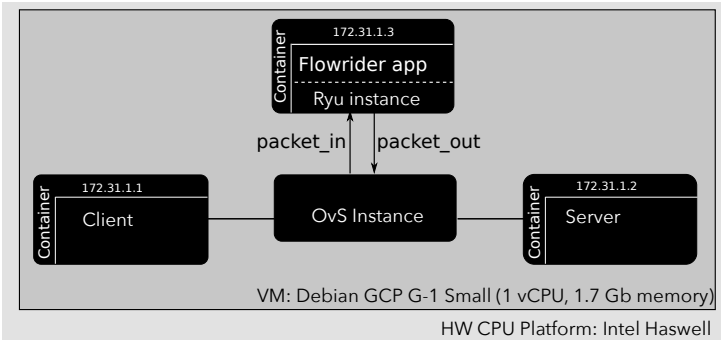 172.31.1.3
Container
Flowrider app
Ryu instance
packet_in
packet_out
172.31.1.1
Container
Client
OvS Instance
172.31.1.2
Container
Server
VM: Debian GCP G-1 Small (1 vCPU, 1.7 Gb memory)
HW CPU Platform: Intel Haswell